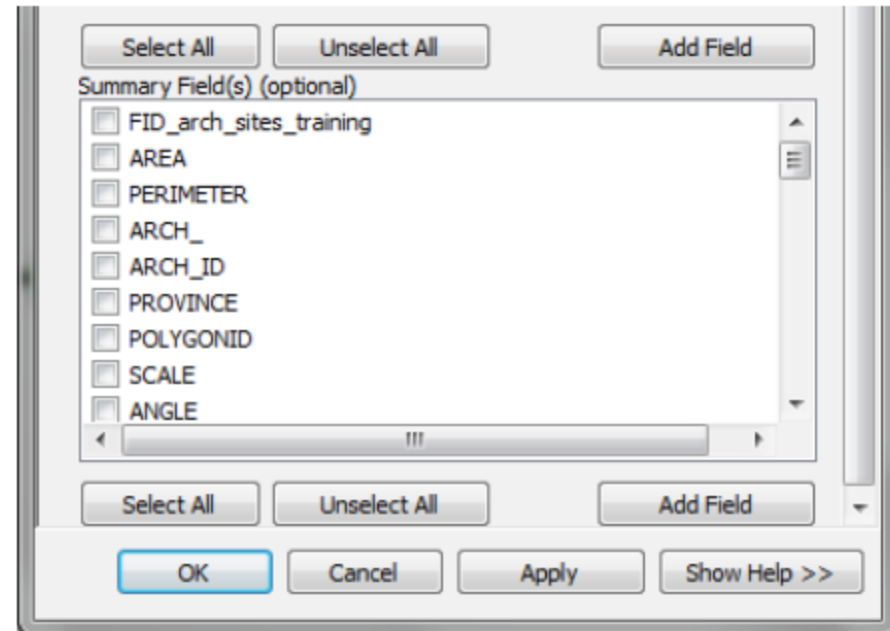 Select All Unselect All Add Field
Summary Field(s) (optional)
FID_arch_sites_training
AREA
PERIMETER
ARCH_
ARCH_ID
PROVINCE
POLYGONID
SCALE
ANGLE
Select All Unselect All Add Field
OK Cancel Apply Show Help >>